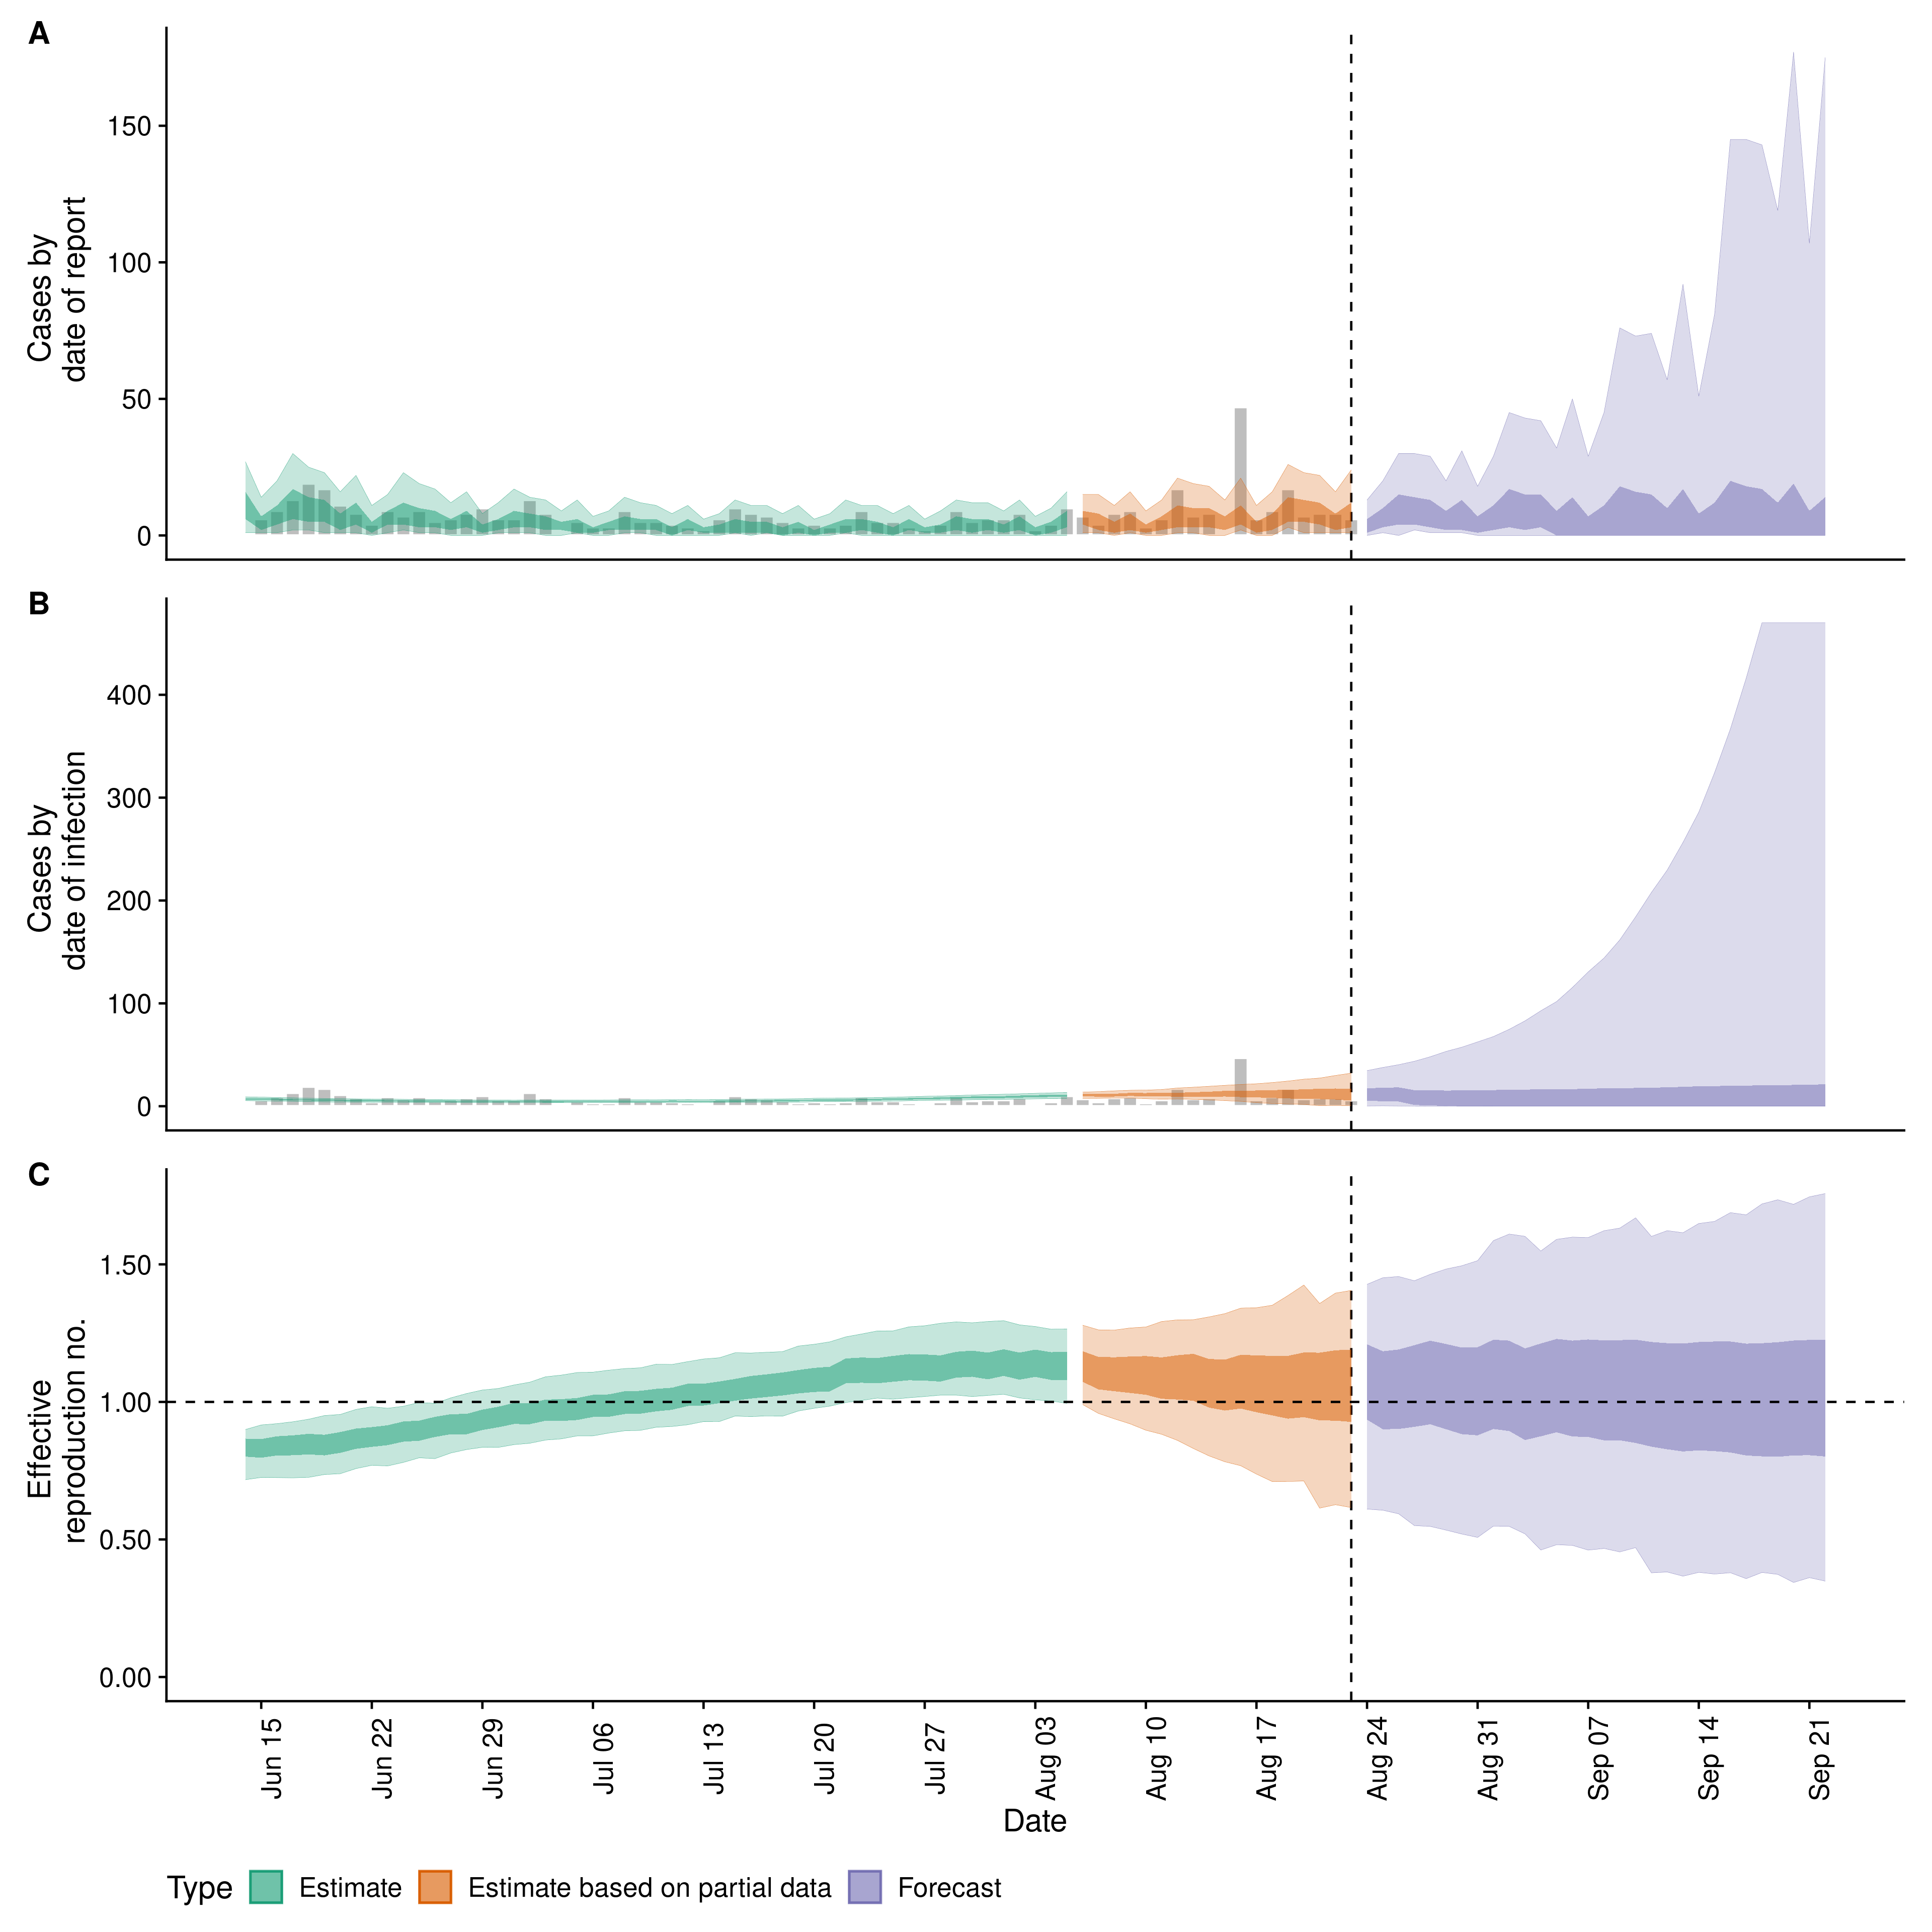 A
Cases by
date of report
150
100
50
0
B
Cases by
date of infection
400
300
200
100
0
C
Effective
reproduction no.
1.50
1.00
0.50
0.00
Jun 15
Jun 22
Jun 29
Jul 06
Jul 13
Jul 20
Jul 27
Aug 03
Aug 10
Aug 17
Aug 24
Aug 31
Sep 07
Sep 14
Sep 21
Date
Type Estimate Estimate based on partial data Forecast